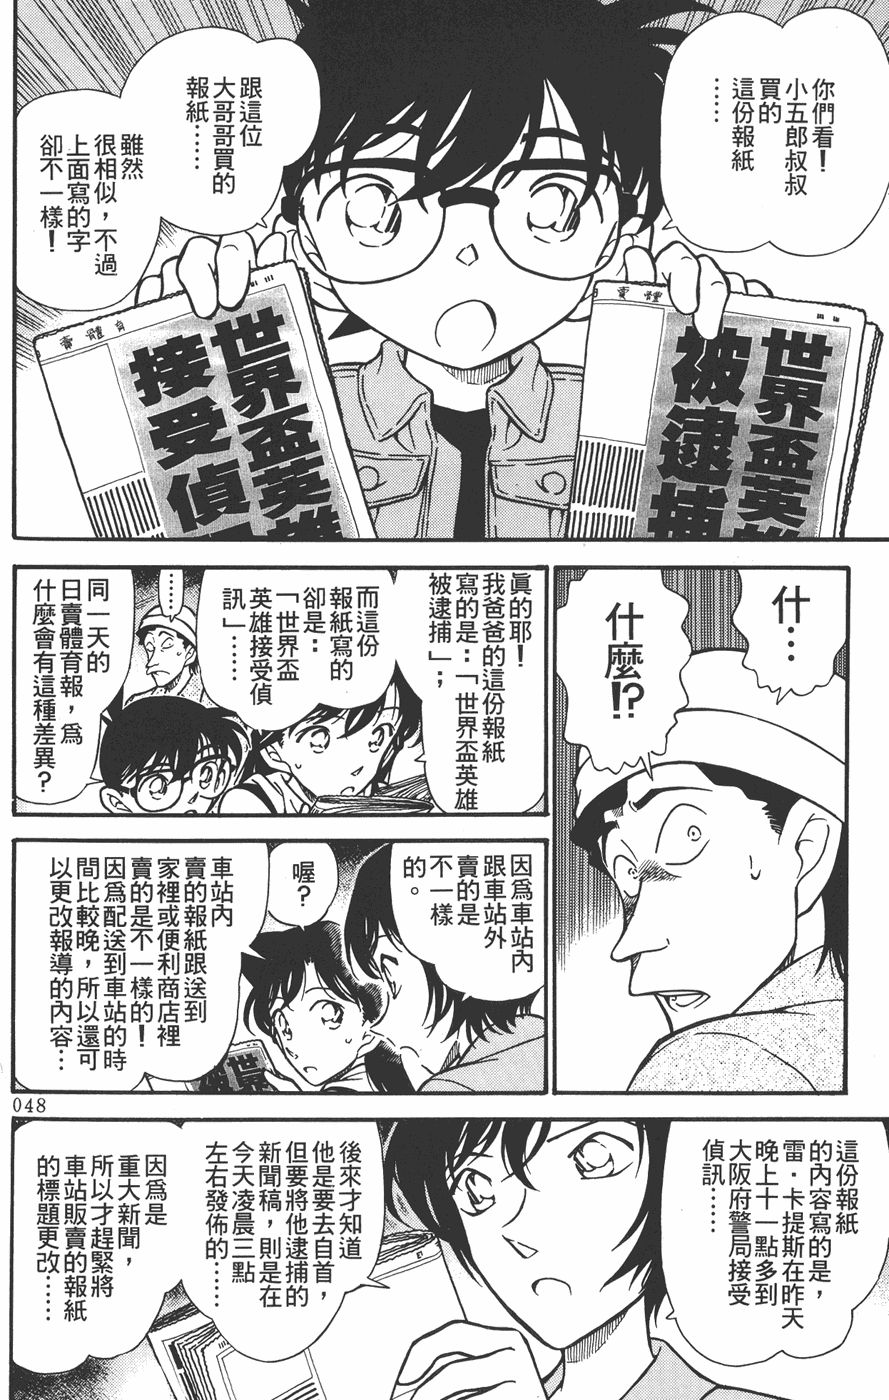 你們看！
小五郎叔叔
買的
這份報紙
……
跟這位
大哥哥買的
報紙……
雖然
很相似，不過
上面寫的字
卻不一樣！
賣體
世界盃英雄
被逮捕
賣體育
世界盃英雄
接受偵
什…
什麼!?
眞的耶！
我爸爸的這份報紙
寫的是：「世界盃英雄
被逮捕」；
而這份
報紙寫的
卻是：
「世界盃
英雄接受偵
訊」……
……
同一天的
日賣體育報，爲
什麼會有這種差異？
因爲車站內
跟車站外
賣的是
不一樣
的。
喔？
世界
被
車站內
賣的報紙跟送到
家裡或便利商店裡
賣的是不一樣的！
因爲配送到車站的時
間比較晚，所以還可
以更改報導的內容…
048
這份報紙
的內容寫的是，
雷·卡提斯在昨天
晚上十一點多到
大阪府警局接受
偵訊……
後來才知道
他是要去自首，
但要將他逮捕的
新聞稿，則是在
今天凌晨三點
左右發佈的……
因爲是
重大新聞，
所以才趕緊將
車站販賣的報紙
的標題更改……